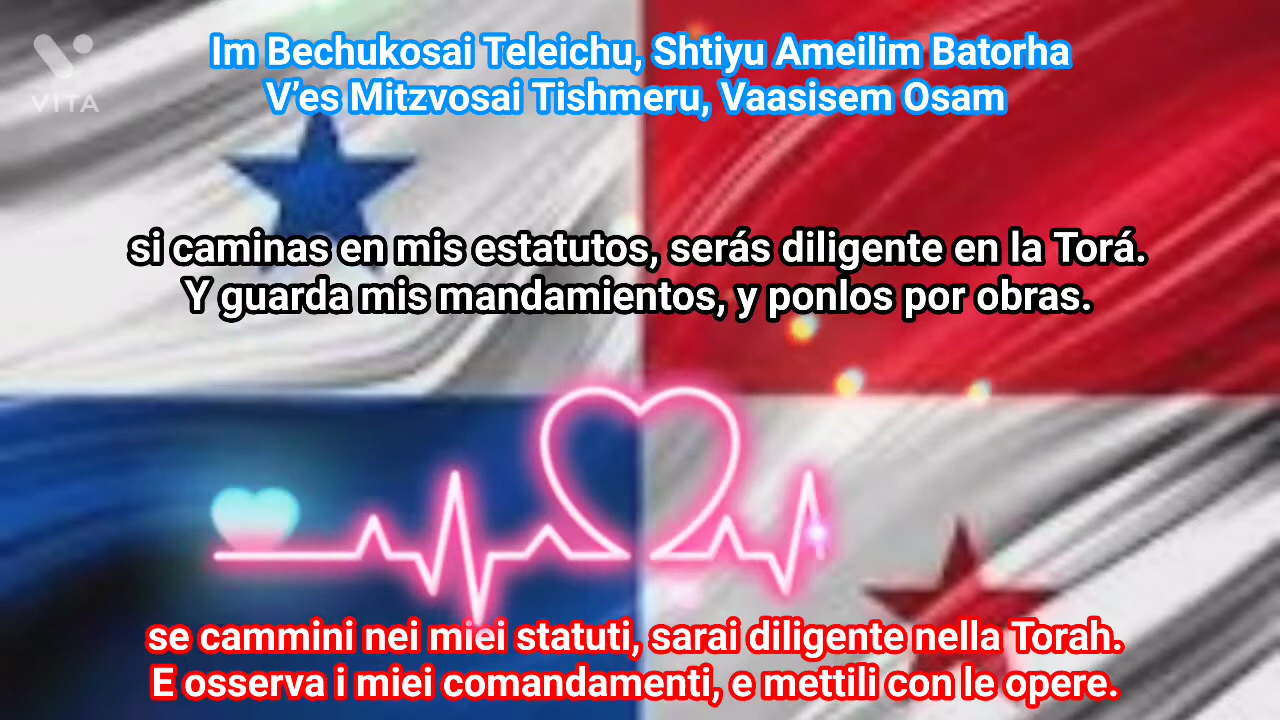 VITA
Im Bechukosai Teleichu, Shtiyu Ameilim Batorha
V'es Mitzvosai Tishmeru, Vaasisem Osam
si caminas en mis estatutos, serás diligente en la Torá.
Y guarda mis mandamientos, y ponlos por obras.
se cammini nei miei statuti, sarai diligente nella Torah.
E osserva i miei comandamenti, e mettili con le opere.